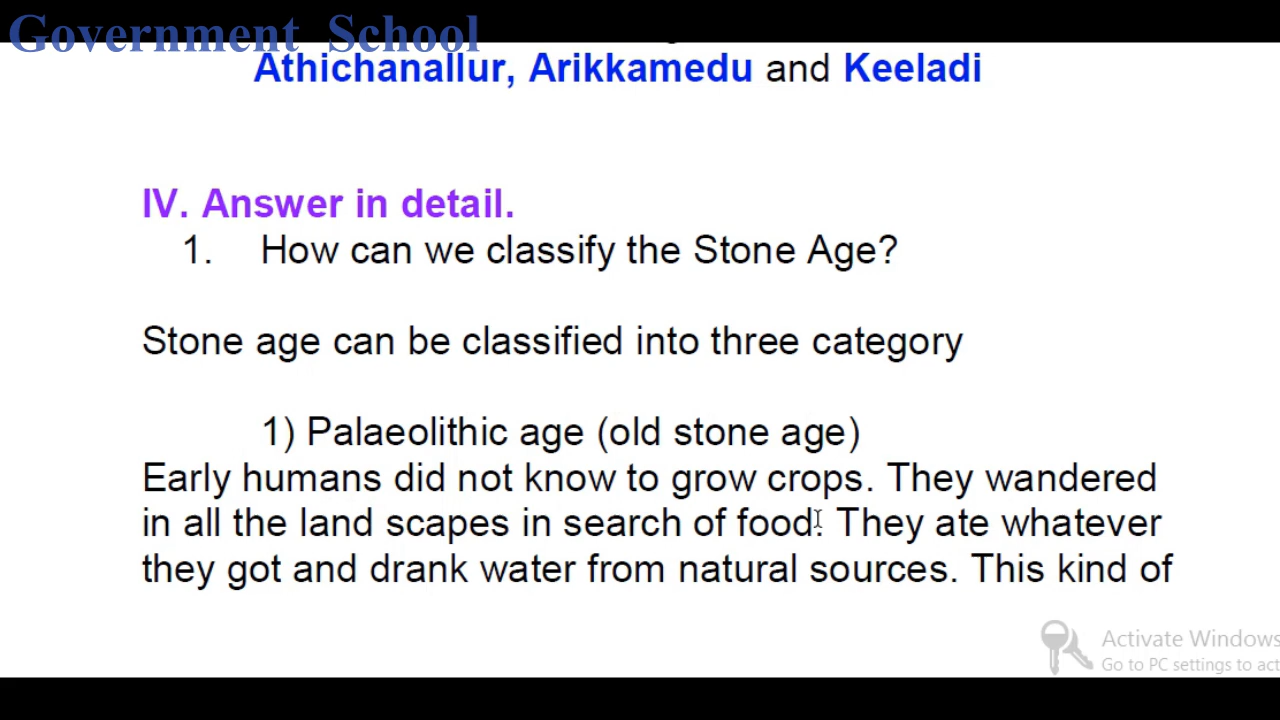 Government School
Athichanallur, Arikkamedu and Keeladi
IV. Answer in detail.
1. How can we classify the Stone Age?
Stone age can be classified into three category
1) Palaeolithic age (old stone age)
Early humans did not know to grow crops. They wandered
in all the land scapes in search of food. They ate whatever
they got and drank water from natural sources. This kind of
Activate Windows
Go to PC settings to act